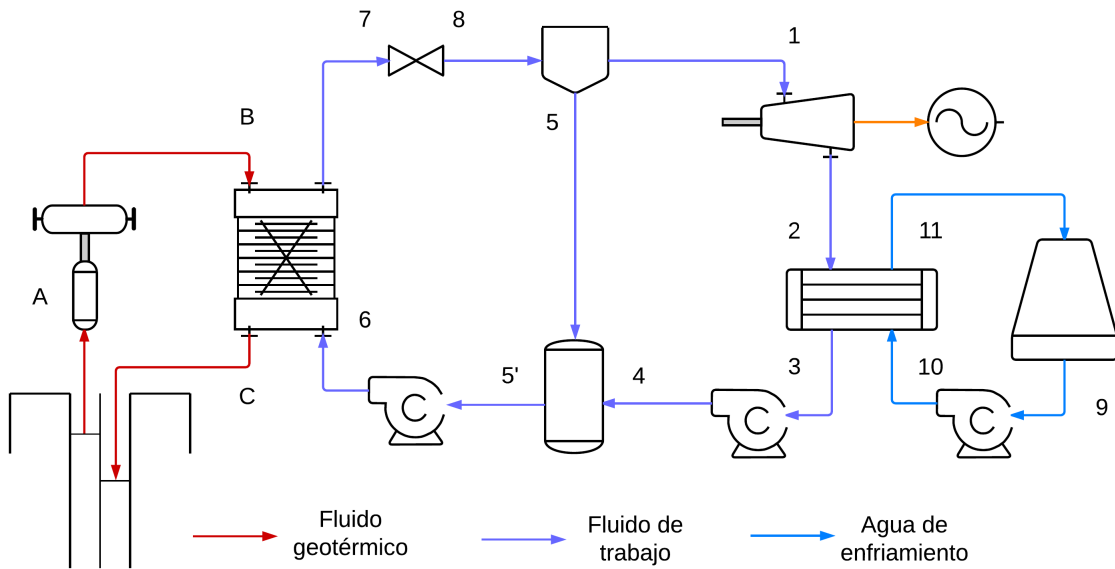 7
8
1
B
5
A
2
11
6
5'
4
3
10
C
9
Fluido
geotérmico
Fluido de
trabajo
Agua de
enfriamiento